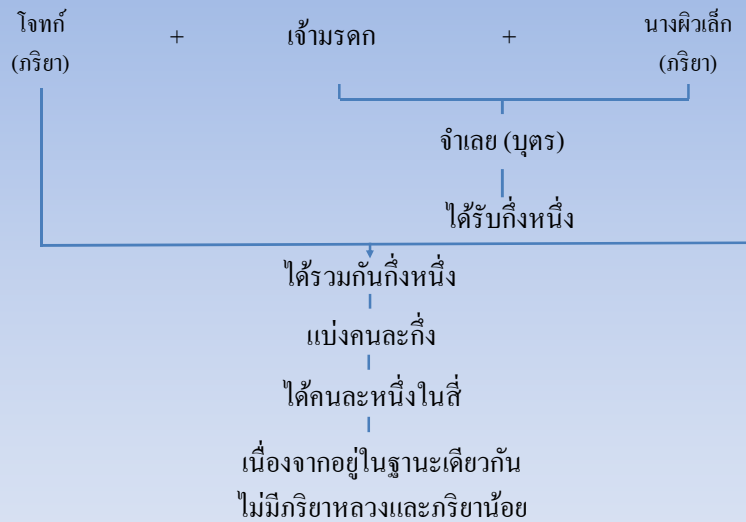 โจทก์ + เจ้ามรดก + นางผิวเล็ก
(ภริยา) (ภริยา)
จำเลย (บุตร)
ได้รับกึ่งหนึ่ง
ได้รวมกันกึ่งหนึ่ง
แบ่งคนละกึ่ง
ได้คนละหนึ่งในสี่
เนื่องจากอยู่ในฐานะเดียวกัน
ไม่มีภริยาหลวงและภริยาน้อย